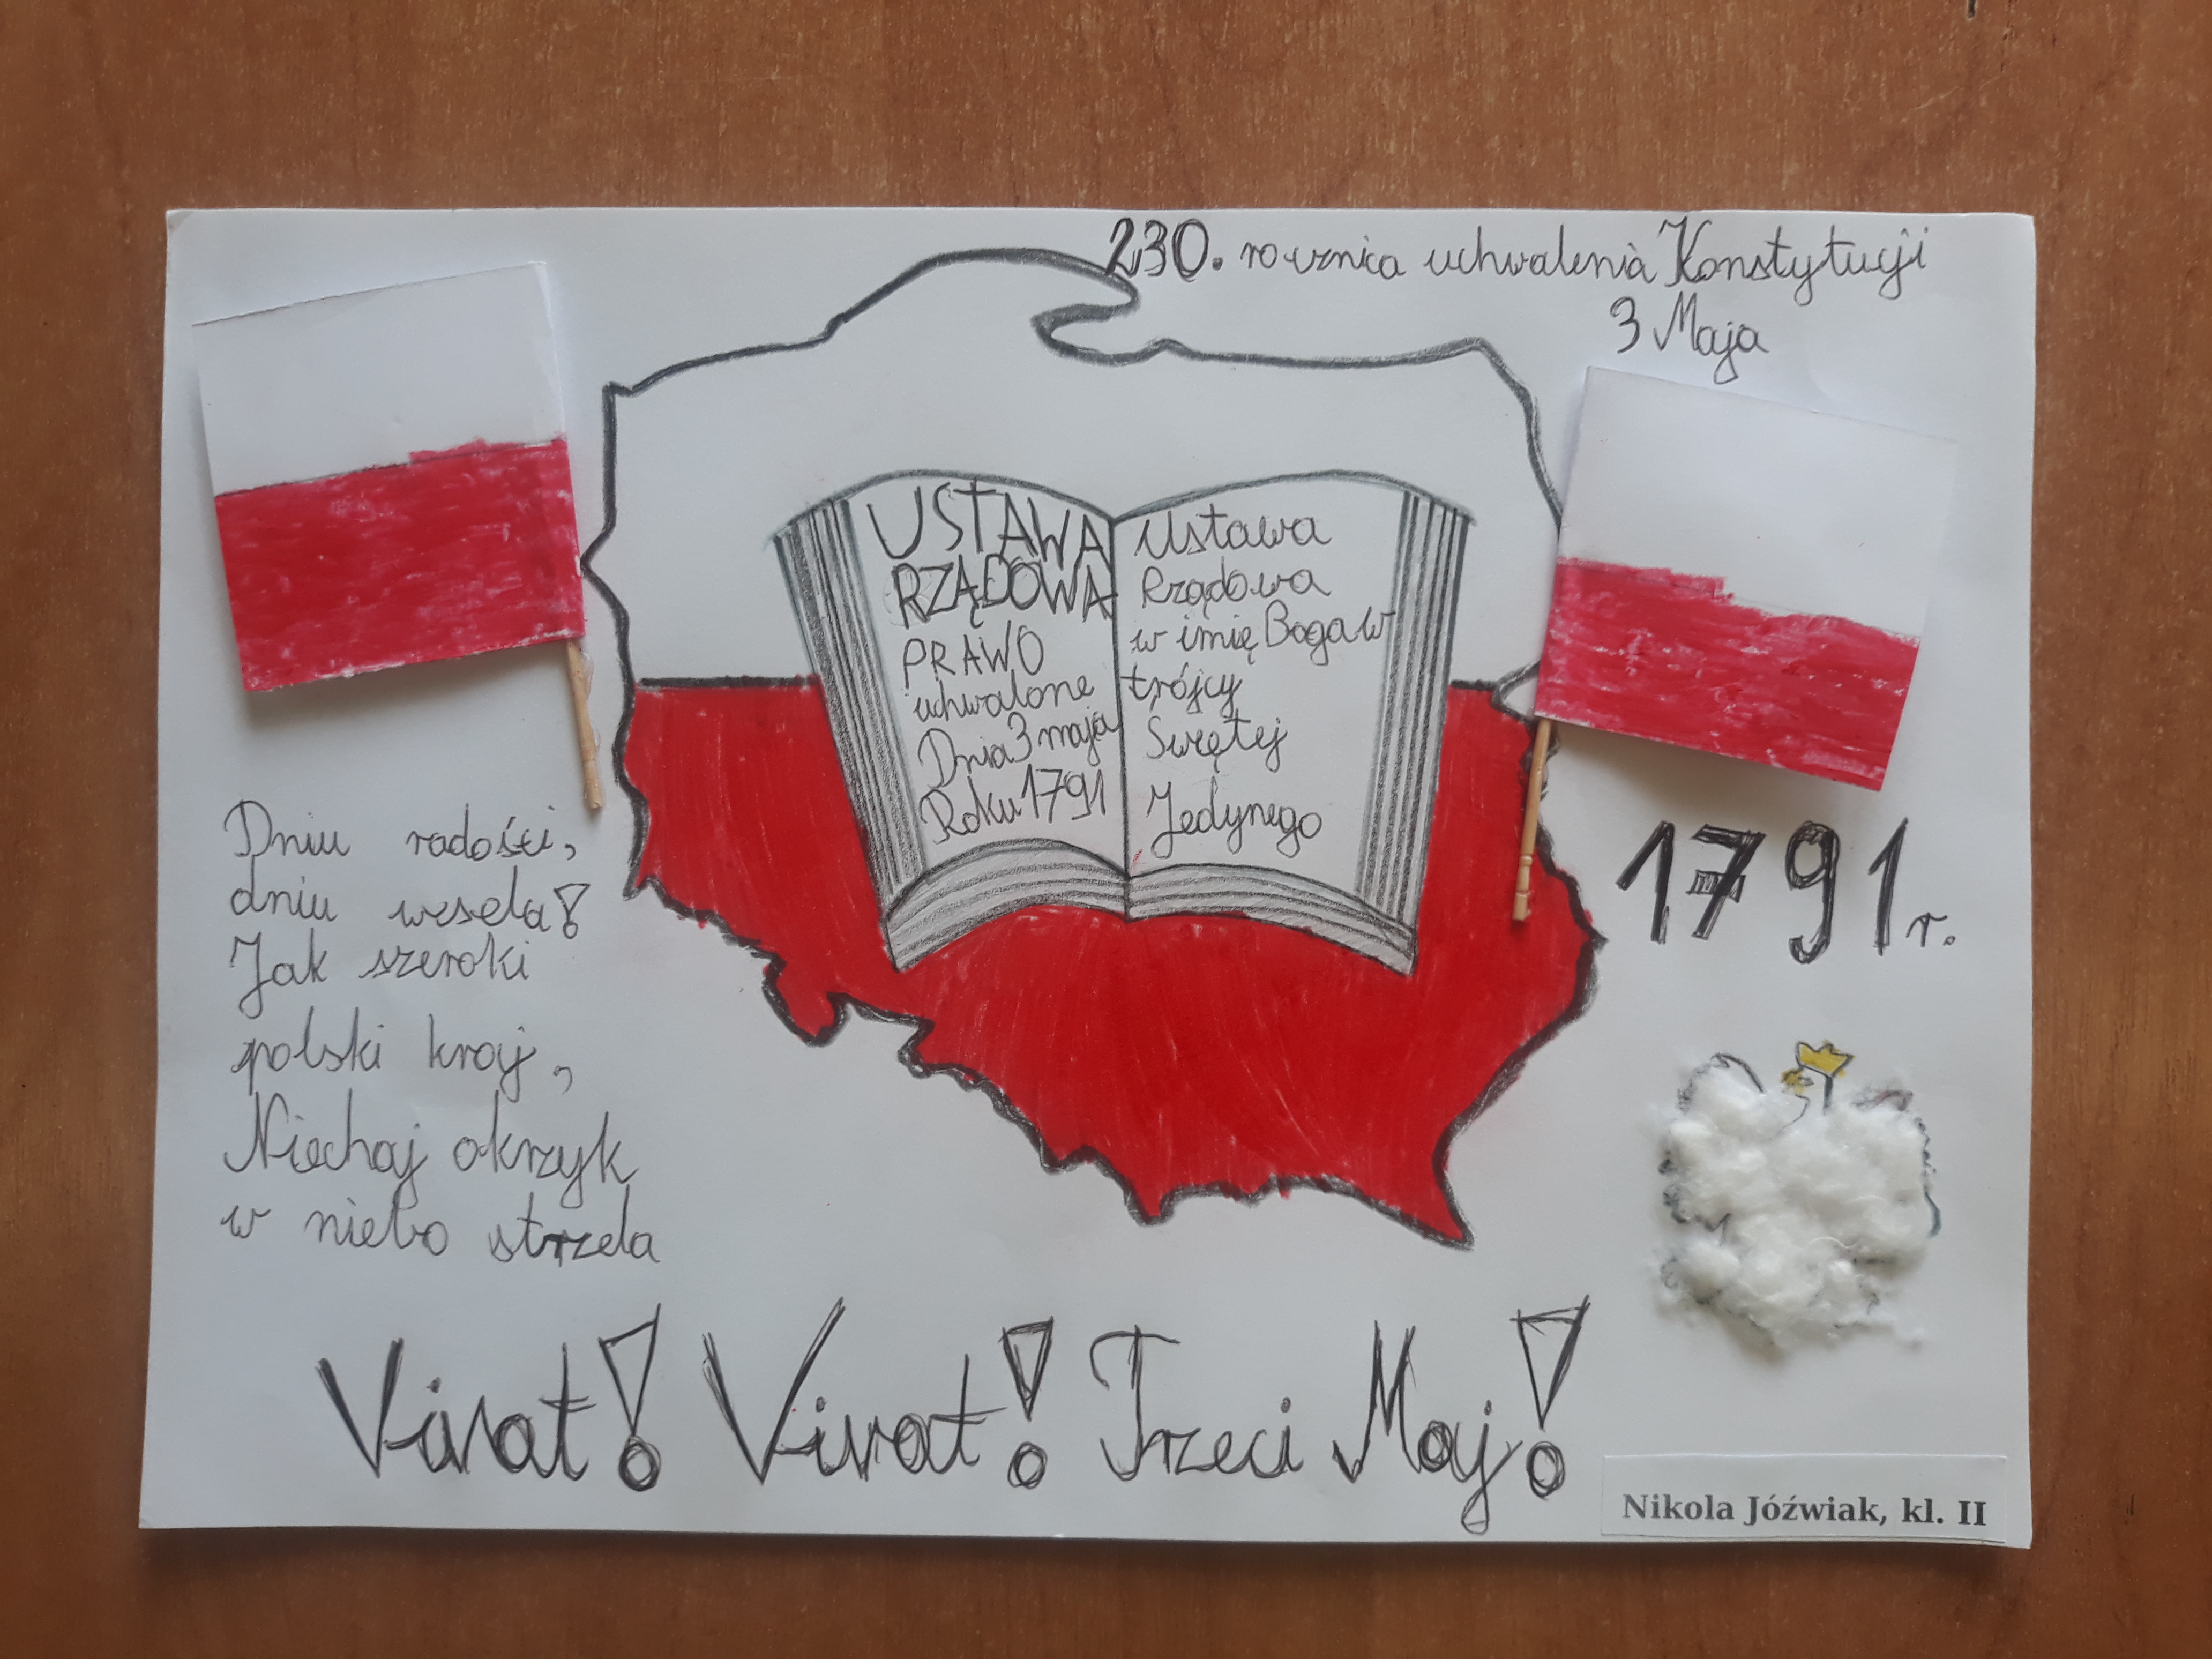 230. rocznica uchwalenia Konstytucji
3 Maja
USTAWA
RZĄDOWA
PRAWO
uchwalone
Dnia 3 maja
Roku 1791
Ustawa
Rządowa
w imię Boga w
trójcy
Swętej
Jedynego
1791 r.
Dniu radości,
dniu wesela!
Jak szeroki
polski kraj,
Niechaj okrzyk
w niebo strzela
Vivat! Vivat! Trzeci Maj!
Nikola Jóźwiak, kl. II